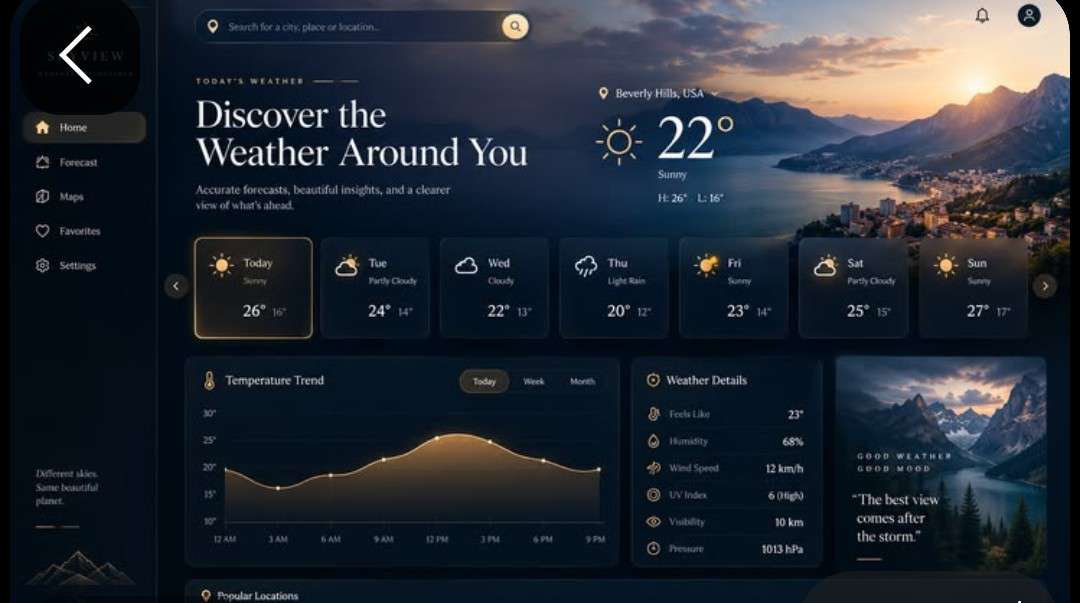 Search for a city, place or location...
TODAY'S WEATHER
Discover the
Weather Around You
Accurate forecasts, beautiful insights, and a clearer
view of what's ahead.
Beverly Hills, USA
22°
Sunny
H: 26° L: 16°
Home
Forecast
Maps
Favorites
Settings
Different skies.
Same beautiful
planet.
Today
Sunny
26° 16°
Tue
Partly Cloudy
24° 14°
Wed
Cloudy
22° 13°
Thu
Light Rain
20° 12°
Fri
Sunny
23° 14°
Sat
Partly Cloudy
25° 15°
Sun
Sunny
27° 17°
Temperature Trend
Today Week Month
30°
25°
20°
15°
10°
12 AM 3 AM 6 AM 9 AM 12 PM 3 PM 6 PM 9 PM
Weather Details
Feels Like 23°
Humidity 68%
Wind Speed 12 km/h
UV Index 6 (High)
Visibility 10 km
Pressure 1013 hPa
GOOD WEATHER
GOOD MOOD
“The best view
comes after
the storm.”
Popular Locations